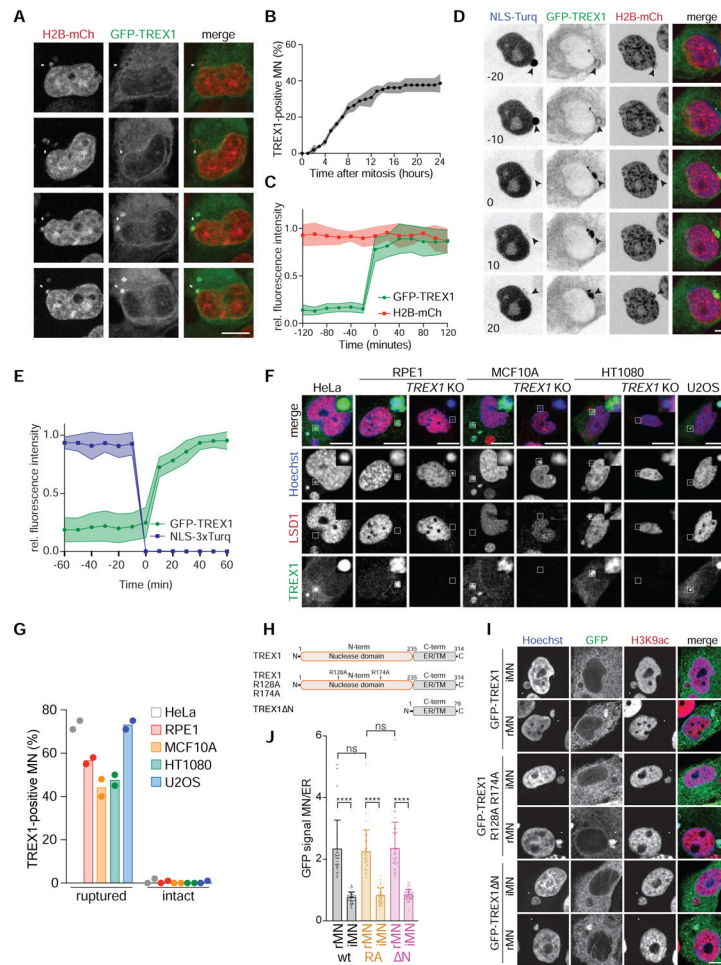 A
H2B-mCh GFP-TREX1 merge
B
TREX1-positive MN (%)
60
40
20
0
0 3 6 9 12 15 18 21 24
Time after mitosis (hours)
C
rel. fluorescence intensity
1.0
0.5
0.0
GFP-TREX1
H2B-mCh
-120 -80 -40 0 40 80 120
Time (minutes)
D
NLS-Turq GFP-TREX1 H2B-mCh merge
-20
-10
0
10
20
E
rel. fluorescence intensity
1.0
0.5
0.0
GFP-TREX1
NLS-3xTurq
-60 -40 -20 0 20 40 60
Time (min)
F
RPE1 MCF10A HT1080
HeLa TREX1 KO TREX1 KO TREX1 KO U2OS
merge
Hoechst
LSD1
TREX1
G
TREX1-positive MN (%)
80
60
40
20
0
HeLa
RPE1
MCF10A
HT1080
U2OS
ruptured intact
H
1 N-term 235 C-term 314
TREX1 N Nuclease domain ER/TM C
1 R128A N-term R174A 235 C-term 314
TREX1 R128A R174A N Nuclease domain ER/TM C
1 C-term 79
TREX1ΔN N ER/TM C
I
Hoechst GFP H3K9ac merge
GFP-TREX1
iMN
rMN
GFP-TREX1 R128A R174A
iMN
rMN
GFP-TREX1ΔN
iMN
rMN
J
GFP signal MN/ER
6
4
2
0
ns
ns
**** **** ****
rMN iMN rMN iMN rMN iMN
wt RA ΔN